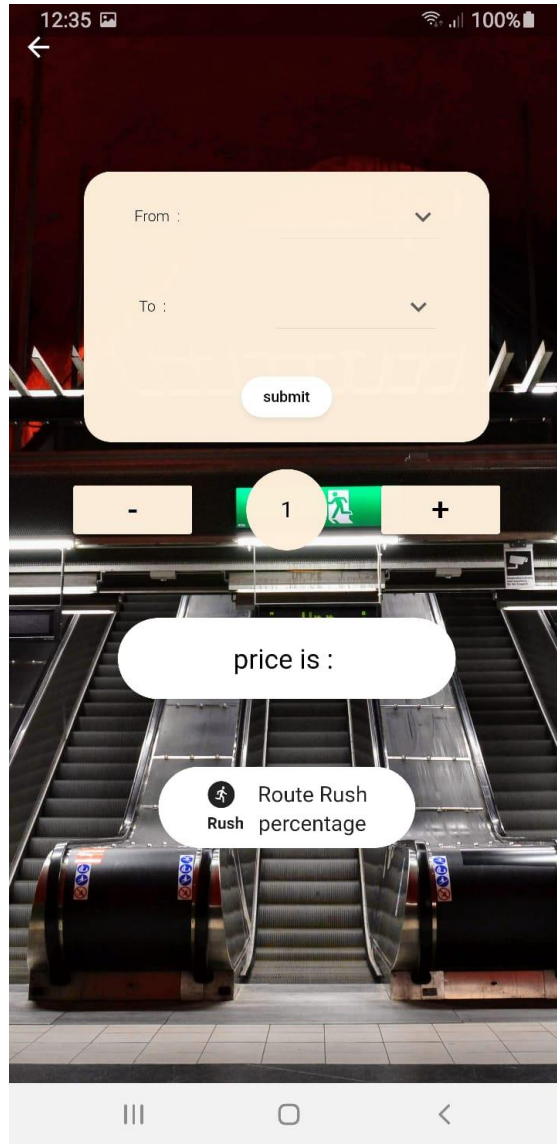 12:35 100%
From :
To :
submit
- 1 +
price is :
Route Rush
Rush percentage